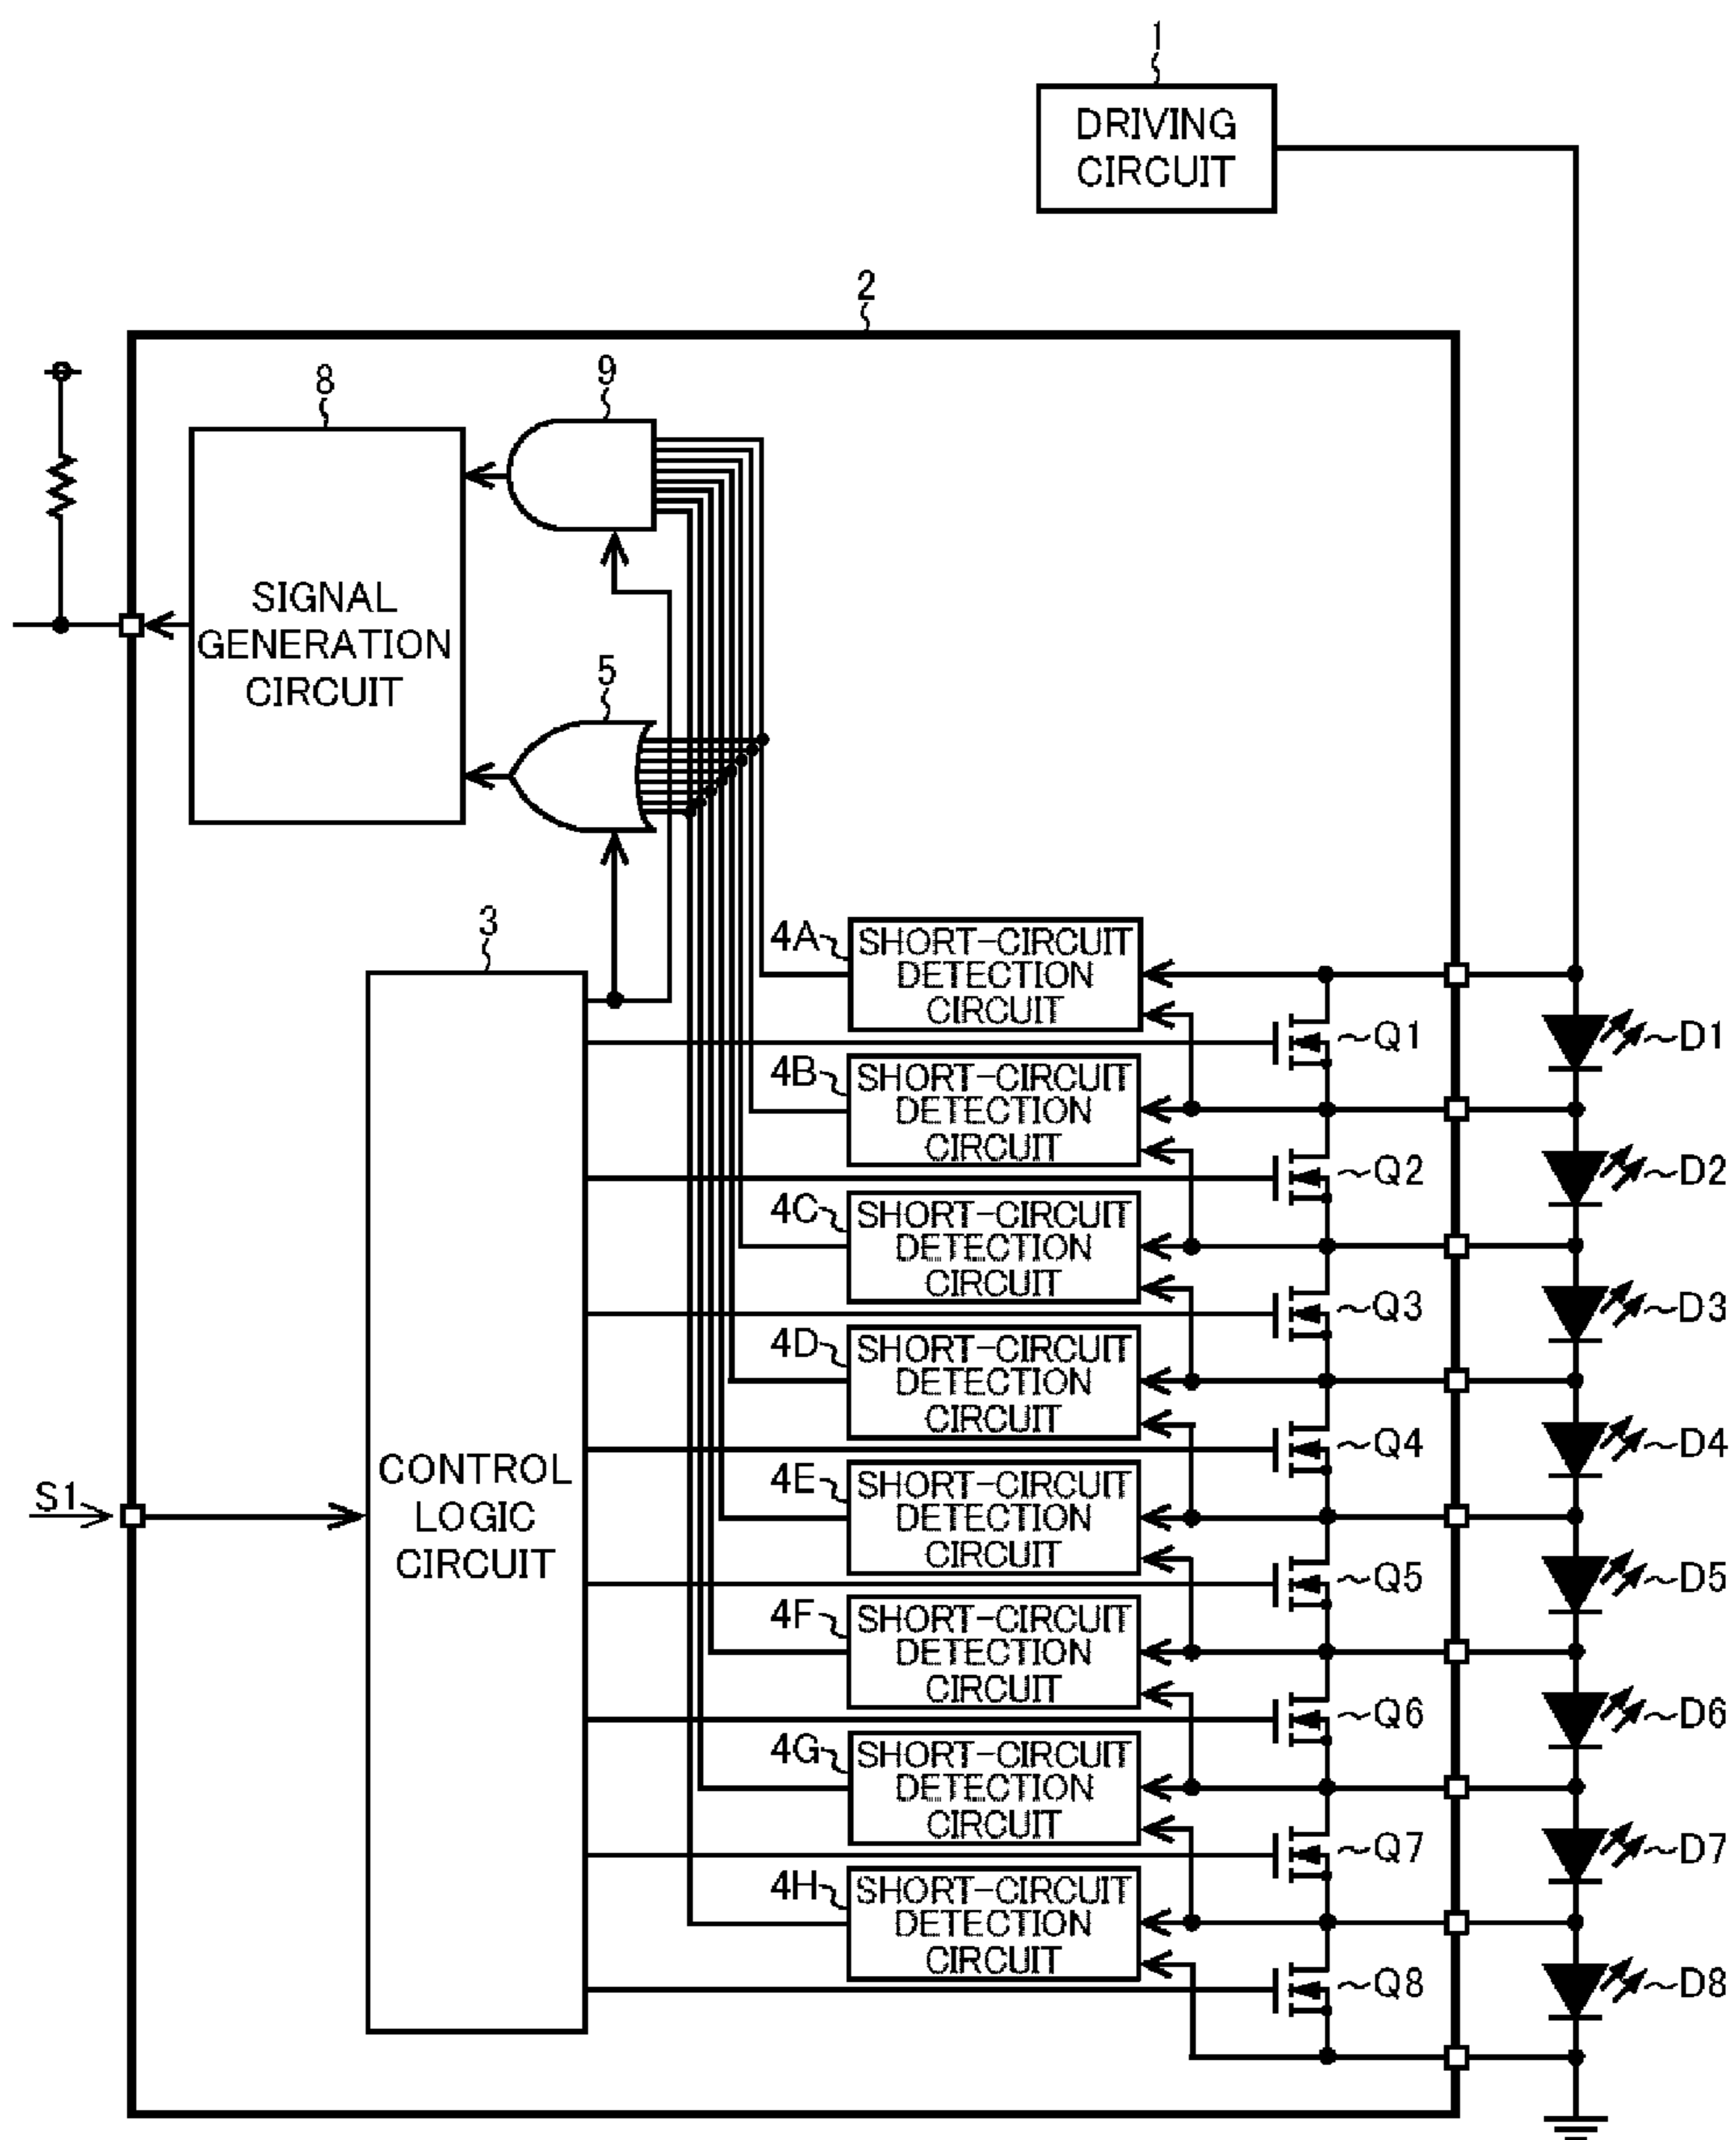 1
DRIVING
CIRCUIT
2
8
9
SIGNAL
GENERATION
CIRCUIT
5
3
4A
SHORT-CIRCUIT
DETECTION
CIRCUIT
~Q1
~D1
4B
SHORT-CIRCUIT
DETECTION
CIRCUIT
~Q2
~D2
4C
SHORT-CIRCUIT
DETECTION
CIRCUIT
~Q3
~D3
4D
SHORT-CIRCUIT
DETECTION
CIRCUIT
~Q4
~D4
S1
CONTROL
LOGIC
CIRCUIT
4E
SHORT-CIRCUIT
DETECTION
CIRCUIT
~Q5
~D5
4F
SHORT-CIRCUIT
DETECTION
CIRCUIT
~Q6
~D6
4G
SHORT-CIRCUIT
DETECTION
CIRCUIT
~Q7
~D7
4H
SHORT-CIRCUIT
DETECTION
CIRCUIT
~Q8
~D8